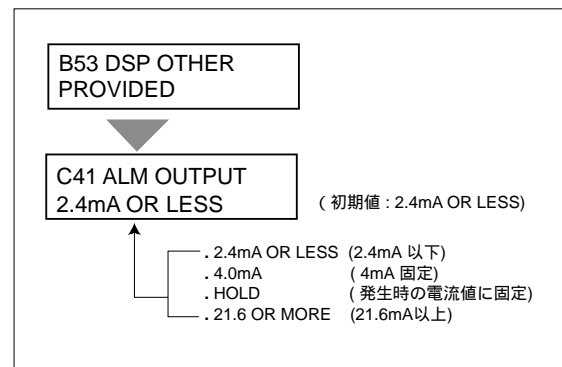 B53 DSP OTHER
PROVIDED
C41 ALM OUTPUT
2.4mA OR LESS
( 初期値 : 2.4mA OR LESS)
. 2.4mA OR LESS (2.4mA 以下)
. 4.0mA ( 4mA 固定)
. HOLD ( 発生時の電流値に固定)
. 21.6 OR MORE (21.6mA以上)